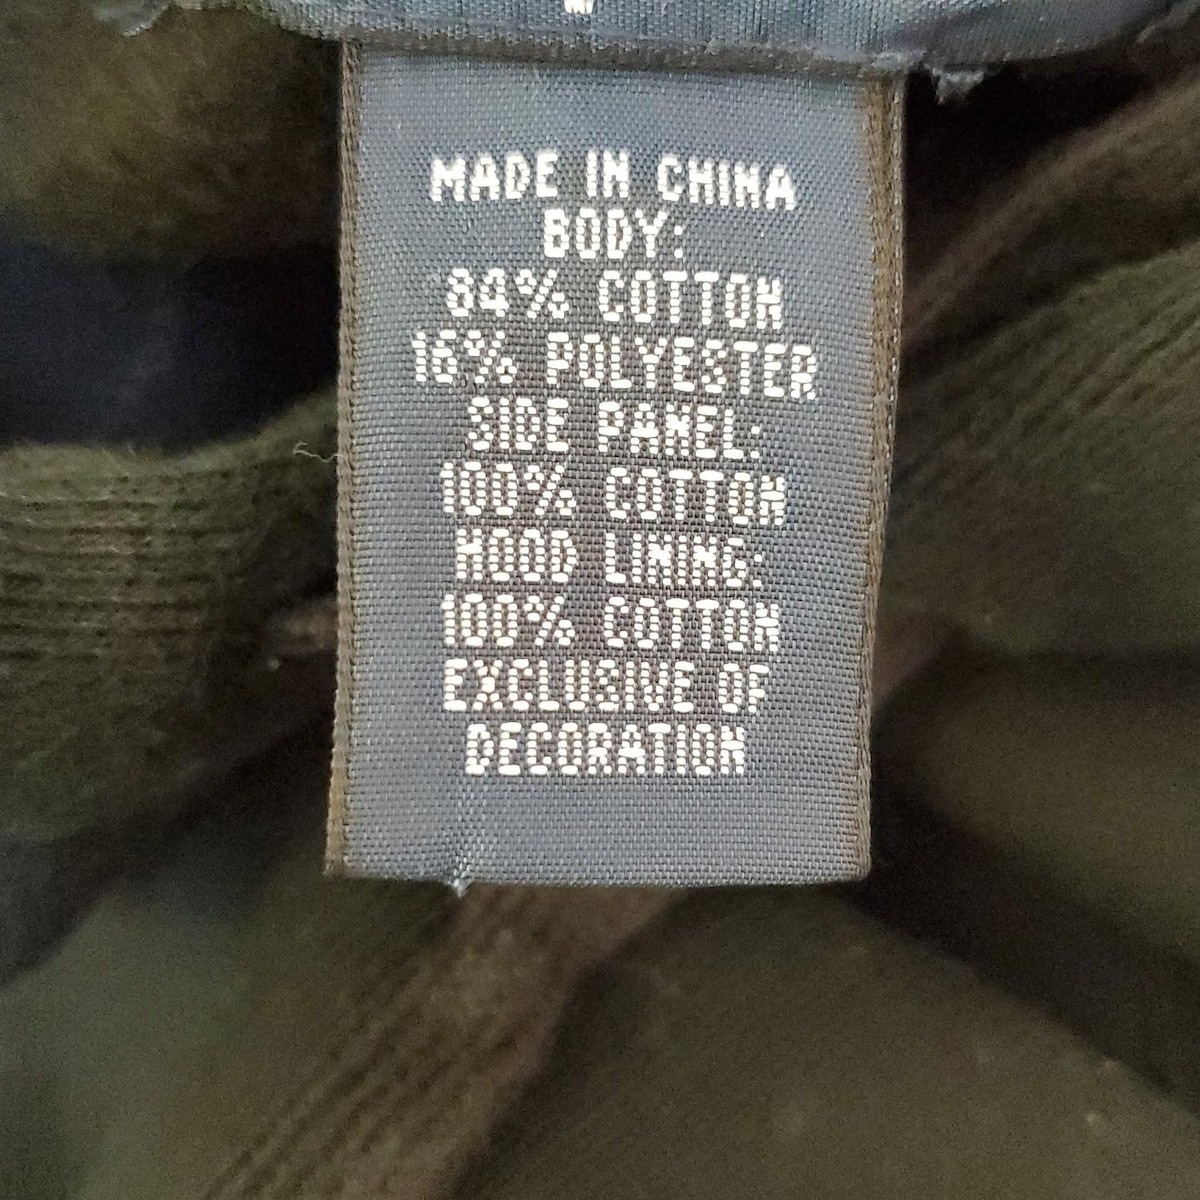 MADE IN CHINA
BODY:
84% COTTON
16% POLYESTER
SIDE PANEL:
100% COTTON
HOOD LINING:
100% COTTON
EXCLUSIVE OF
DECORATION